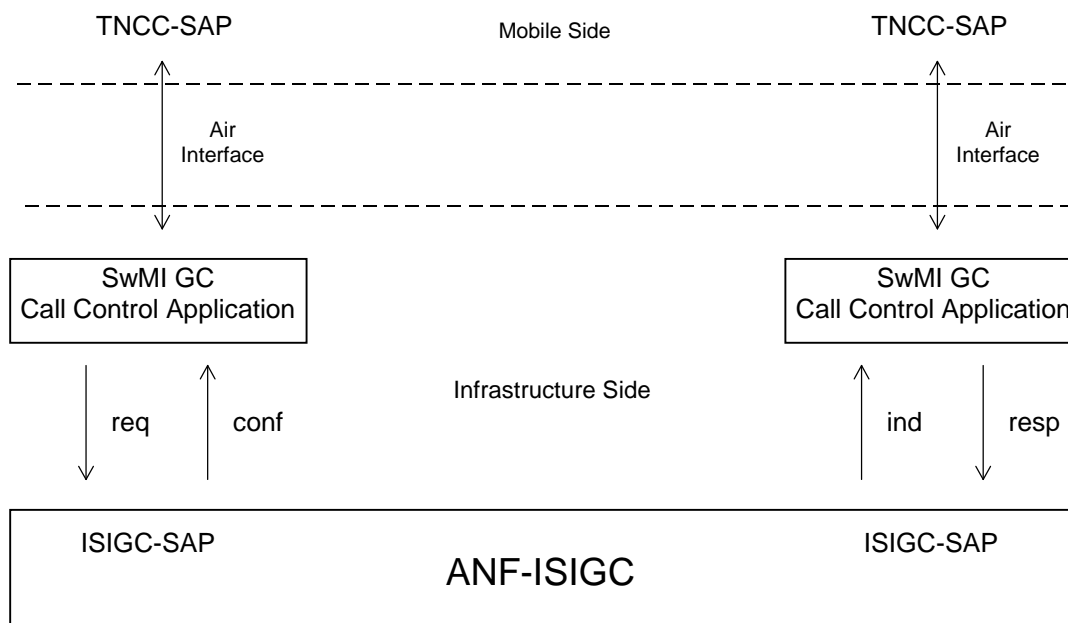 TNCC-SAP
Mobile Side
TNCC-SAP
Air
Interface
Air
Interface
SwMI GC
Call Control Application
SwMI GC
Call Control Application
Infrastructure Side
req
conf
ind
resp
ISIGC-SAP
ISIGC-SAP
ANF-ISIGC